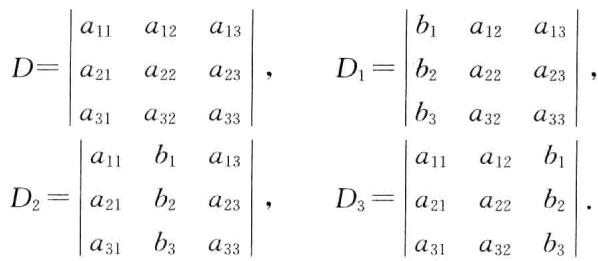 D= | a₁₁ a₁₂ a₁₃ | , D₁= | b₁ a₁₂ a₁₃ | ,
| a₂₁ a₂₂ a₂₃ | | b₂ a₂₂ a₂₃ |
| a₃₁ a₃₂ a₃₃ | | b₃ a₃₂ a₃₃ |
D₂= | a₁₁ b₁ a₁₃ | , D₃= | a₁₁ a₁₂ b₁ | .
| a₂₁ b₂ a₂₃ | | a₂₁ a₂₂ b₂ |
| a₃₁ b₃ a₃₃ | | a₃₁ a₃₂ b₃ |